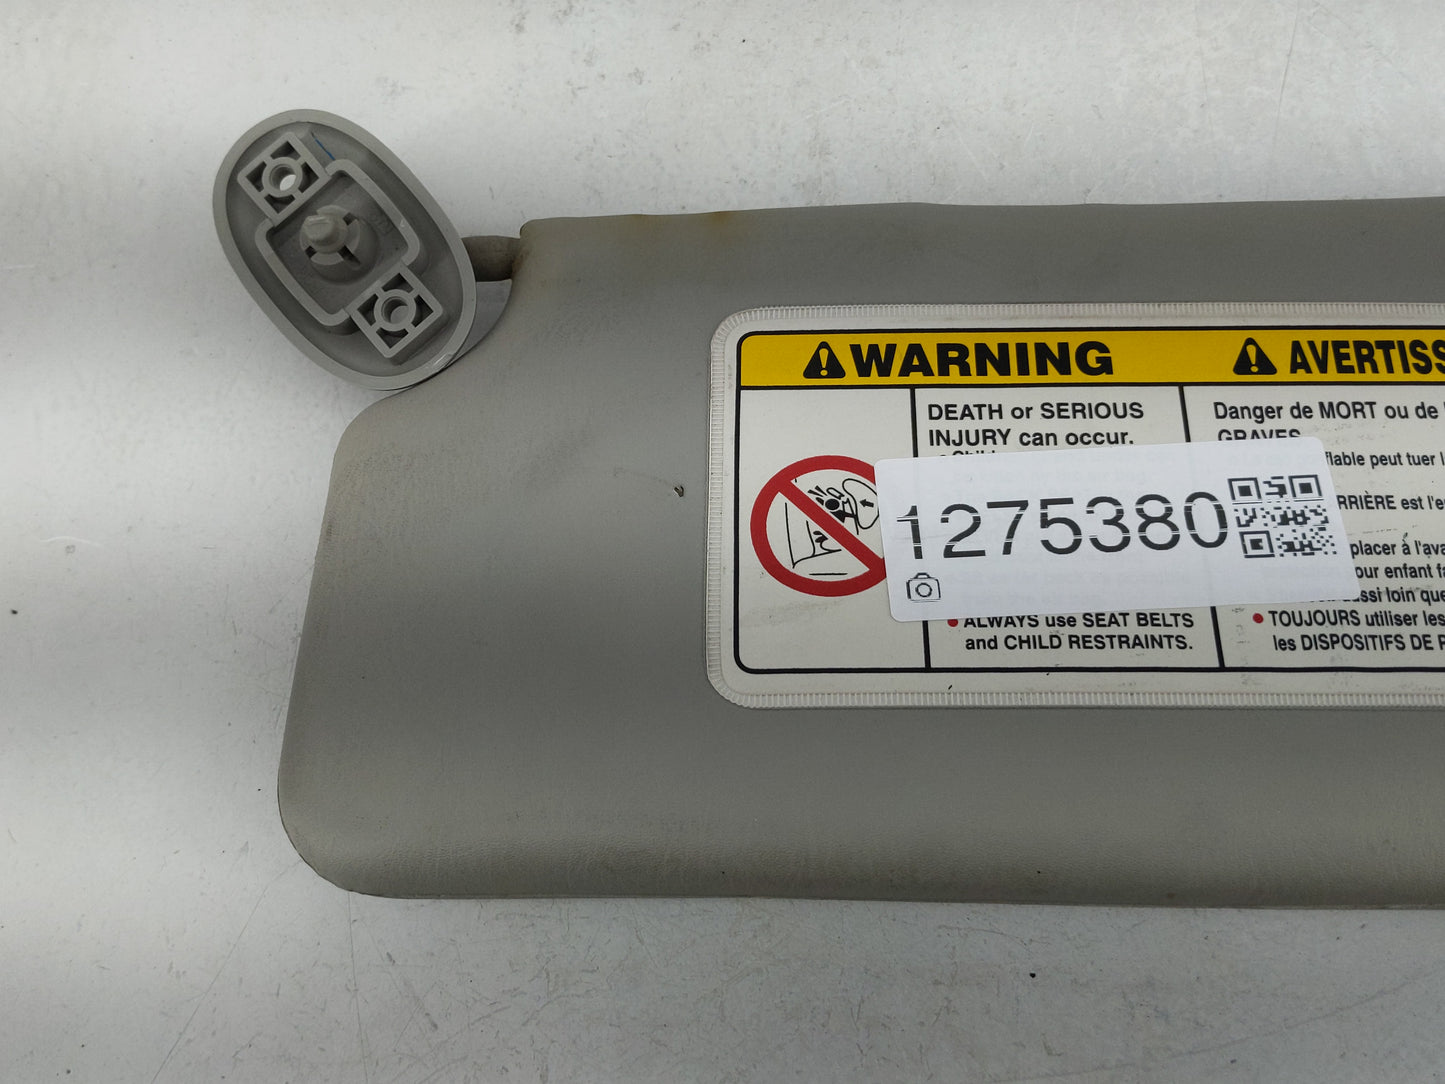 WARNING
DEATH or SERIOUS
INJURY can occur.
ALWAYS use SEAT BELTS
and CHILD RESTRAINTS.
AVERTISS
Danger de MORT ou de
GRAVES
flable peut tuer l
RRIÈRE est l'e
placer á l'ava
our enfant fa
ssi loin que
TOUJOURS utiliser les
les DISPOSITIFS DE
1275380